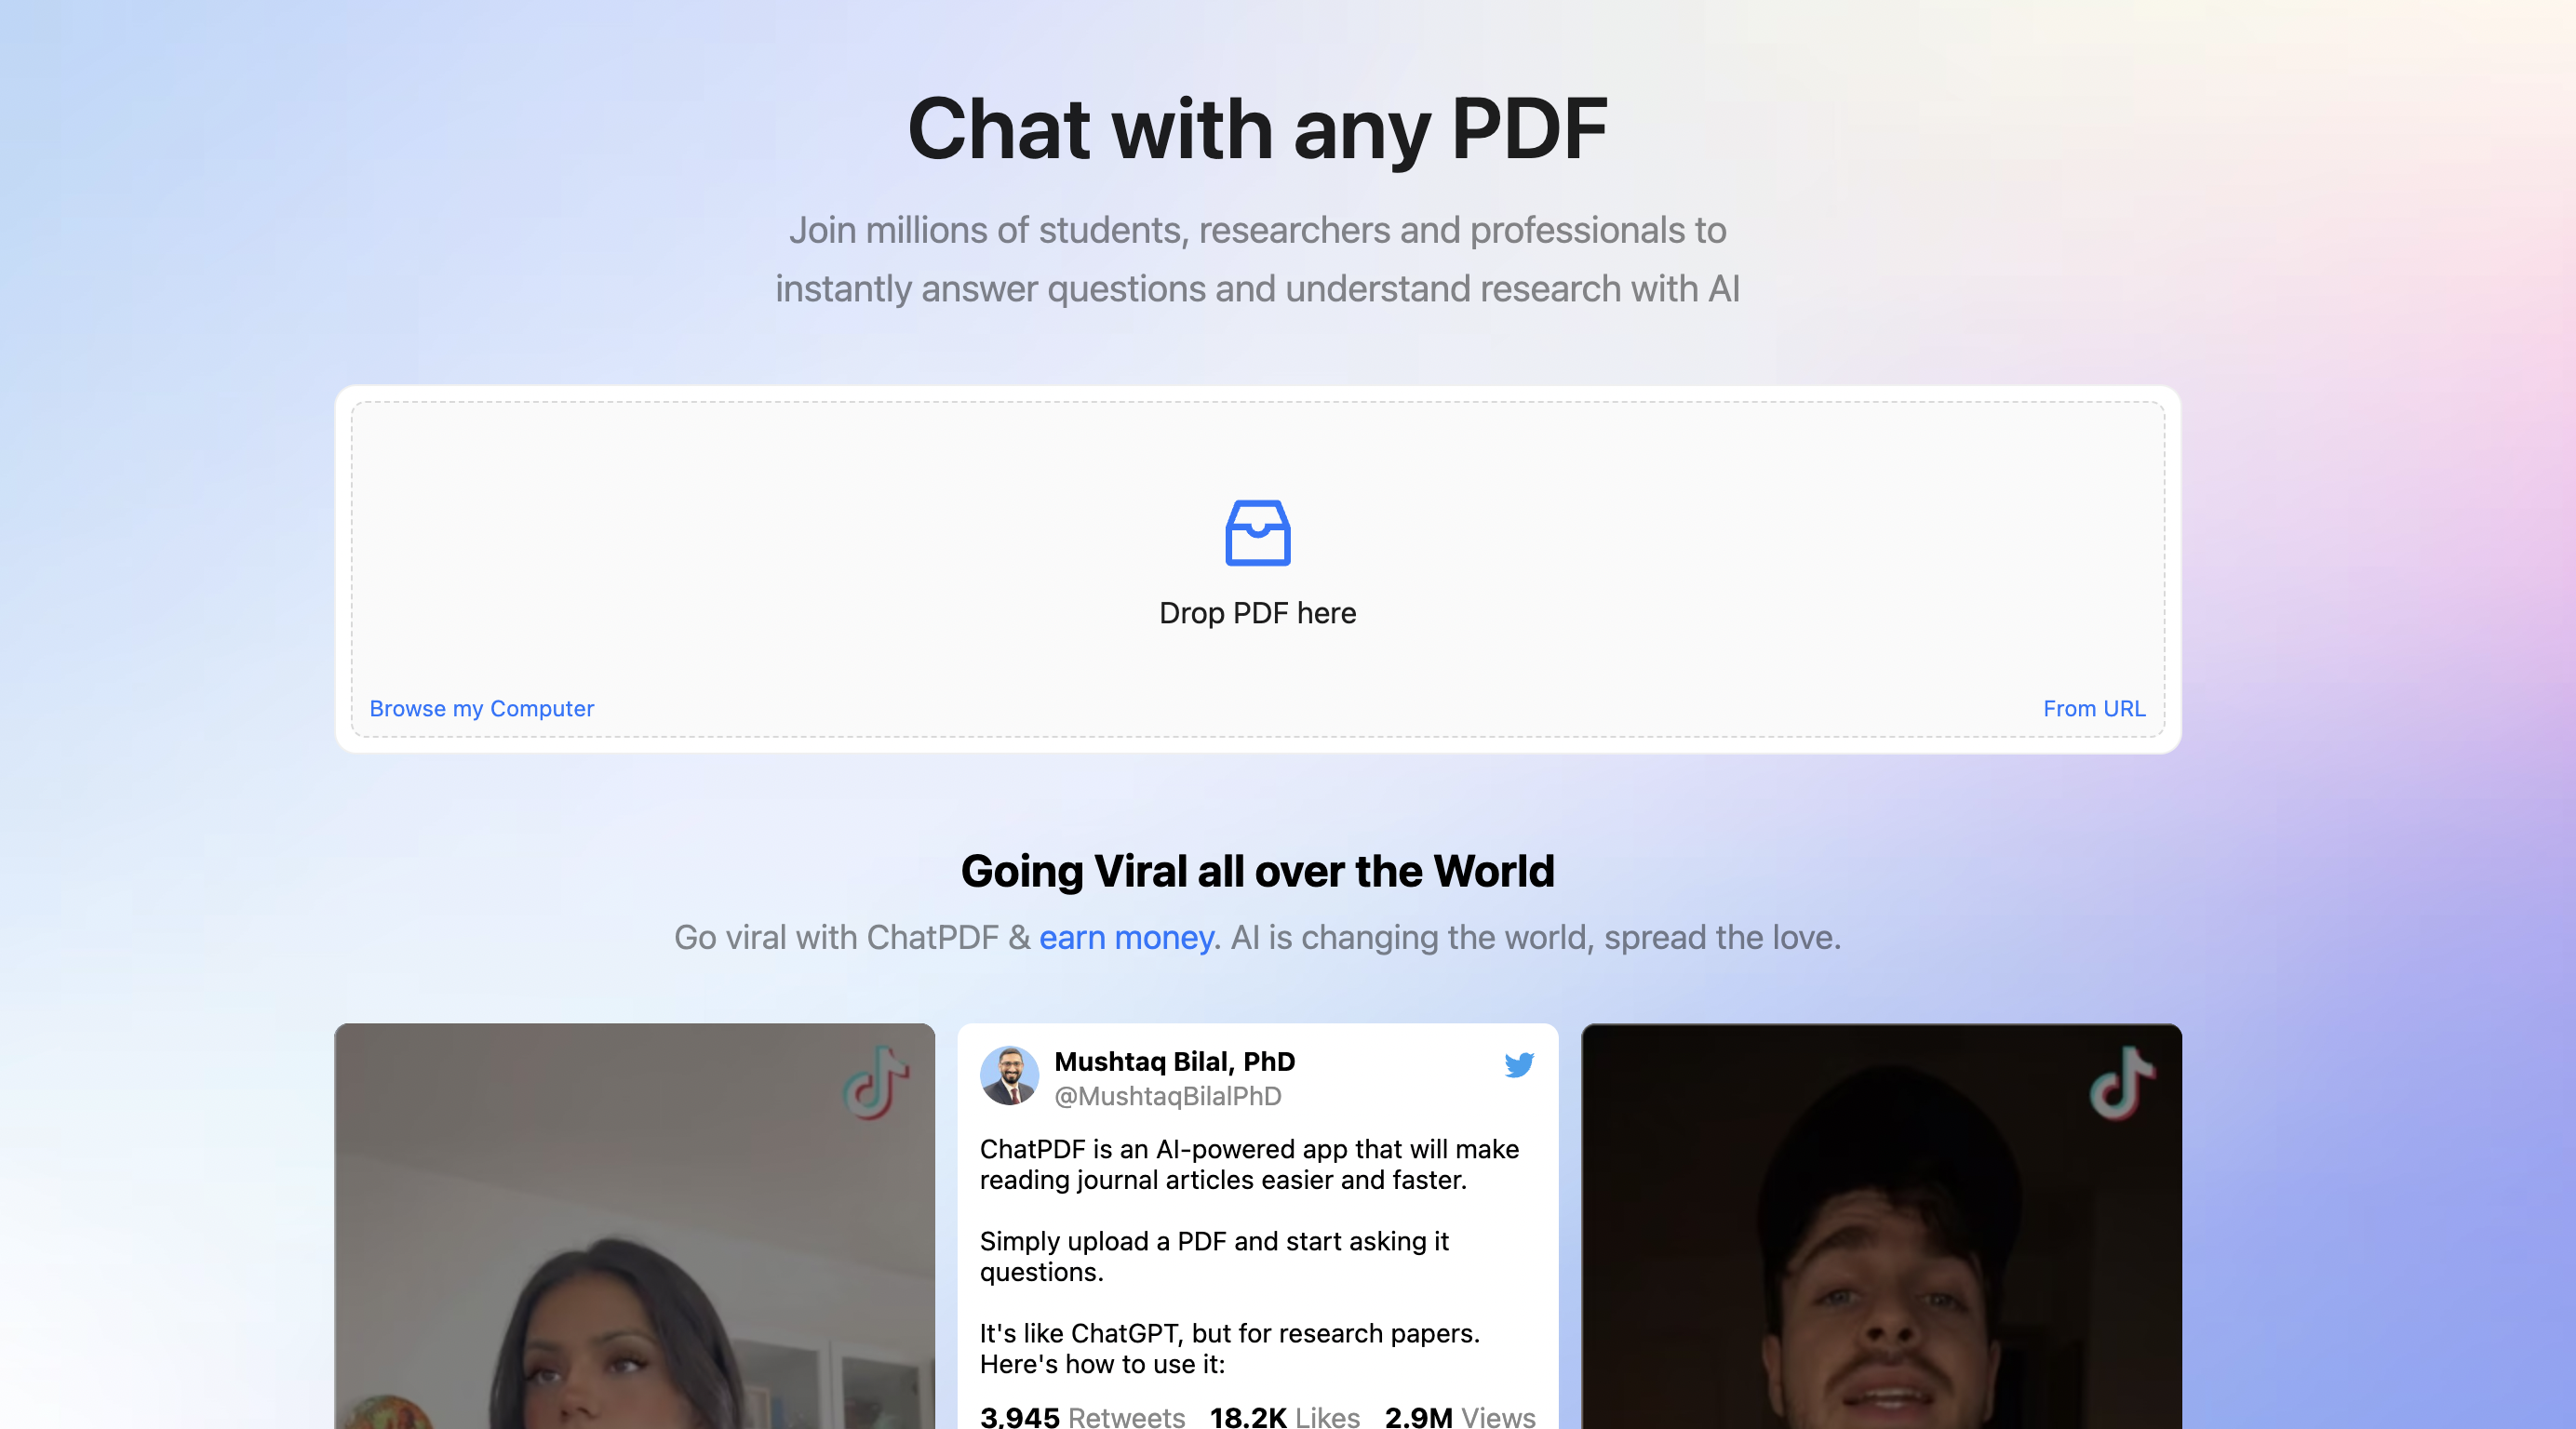 Chat with any PDF
Join millions of students, researchers and professionals to
instantly answer questions and understand research with AI
Drop PDF here
Browse my Computer
From URL
Going Viral all over the World
Go viral with ChatPDF & earn money. AI is changing the world, spread the love.
Mushtaq Bilal, PhD
@MushtaqBilalPhD
ChatPDF is an AI-powered app that will make
reading journal articles easier and faster.
Simply upload a PDF and start asking it
questions.
It's like ChatGPT, but for research papers.
Here's how to use it:
3,945 Retweets 18.2K Likes 2.9M Views